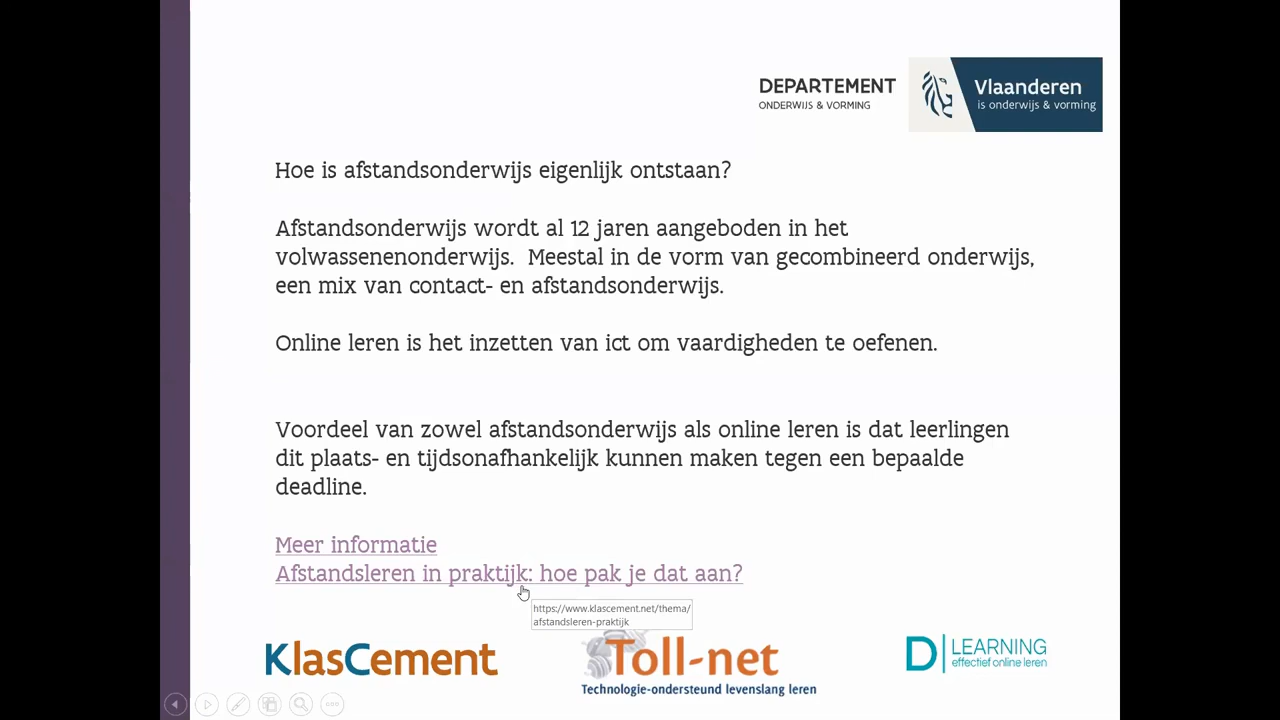 DEPARTEMENT
ONDERWIJS & VORMING
Vlaanderen
is onderwijs & vorming
Hoe is afstandsonderwijs eigenlijk ontstaan?
Afstandsonderwijs wordt al 12 jaren aangeboden in het
volwassenenonderwijs.  Meestal in de vorm van gecombineerd onderwijs,
een mix van contact- en afstandsonderwijs.
Online leren is het inzetten van ict om vaardigheden te oefenen.
Voordeel van zowel afstandsonderwijs als online leren is dat leerlingen
dit plaats- en tijdsonafhankelijk kunnen maken tegen een bepaalde
deadline.
Meer informatie
Afstandsleren in praktijk: hoe pak je dat aan?
https://www.klascement.net/thema/
afstandsleren-praktijk
KlasCement
Toll-net
Technologie-ondersteund levenslang leren
D LEARNING
effectief online leren